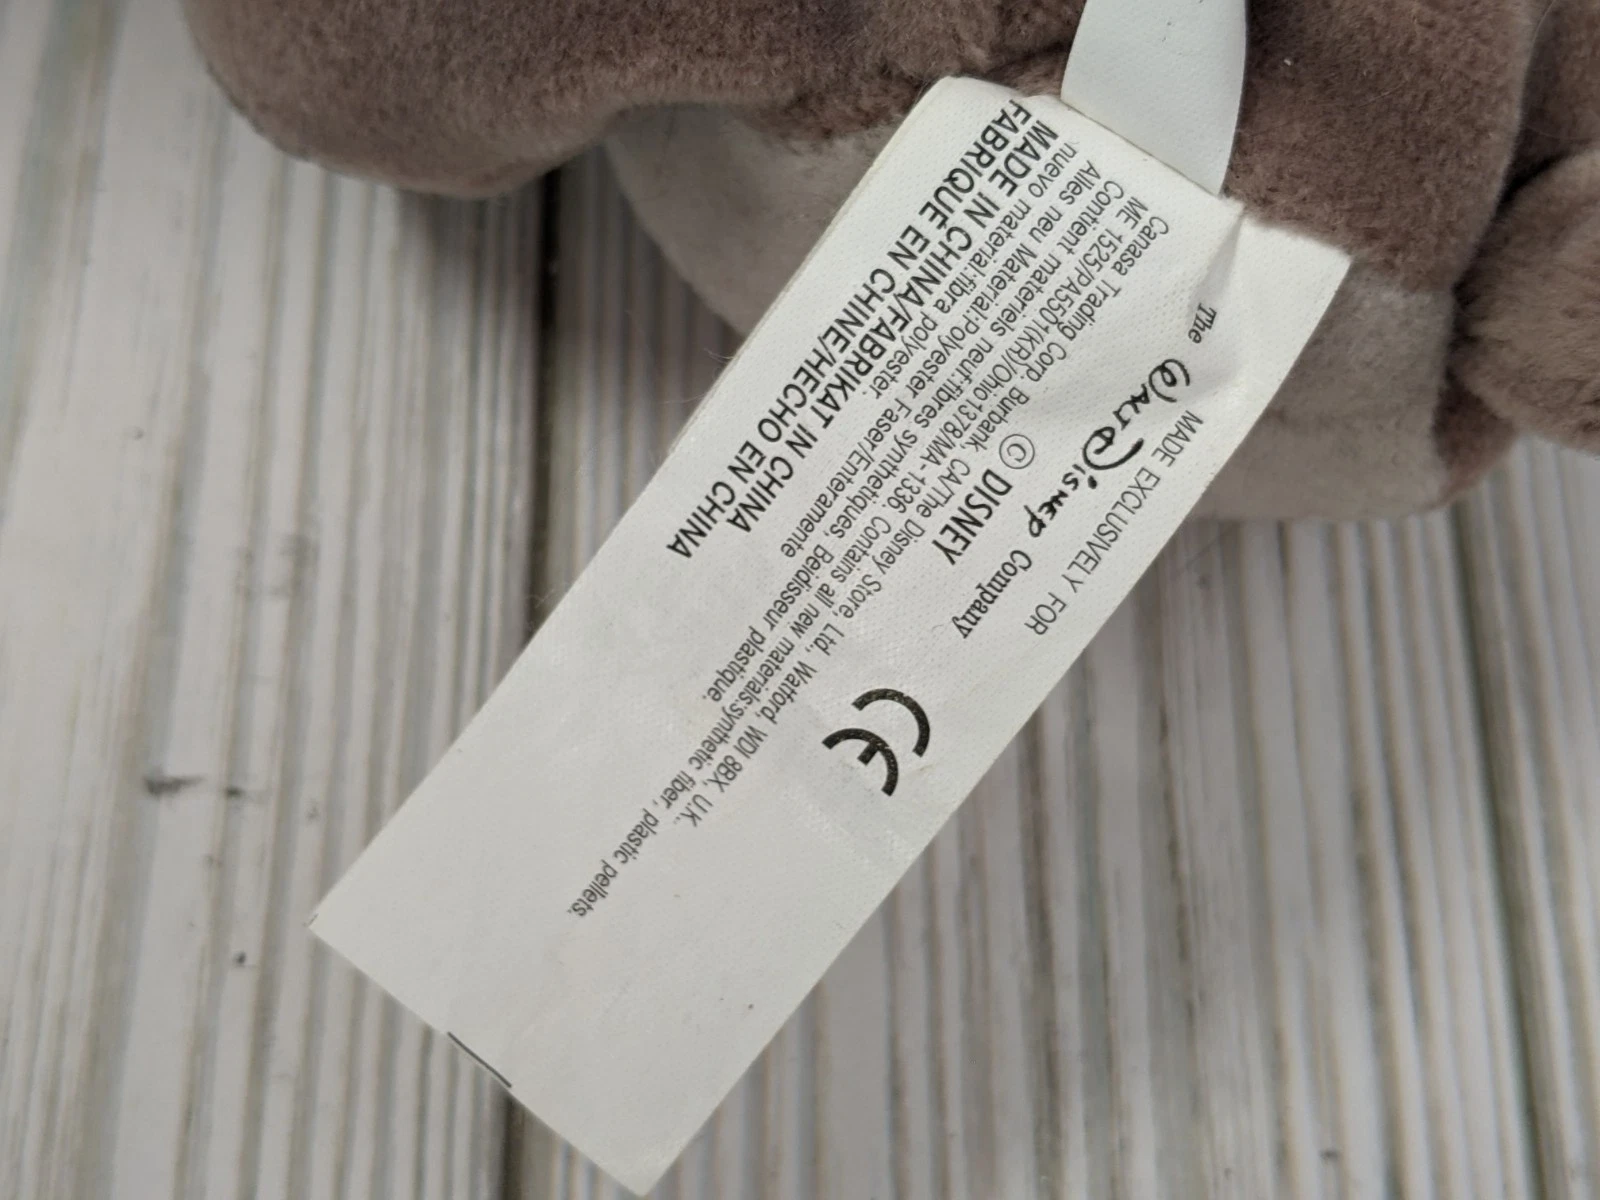 MADE EXCLUSIVELY FOR
The WALT DISNEY Company
© DISNEY
Canasa Trading Corp. Burbank, CA/The Disney Store, Ltd., Watford, WDI 8BX, U.K..
ME 1525/PA5501(KR)/Ohio1378/MA-1336. Contains all new materials:synthetic fiber, plastic pellets.
Contient materiels neuf:fibres synthetiques, Beidisseur plastique.
Alles neu Material:Polyester Faser/Enteramente
nuevo material:fibra polyester.
MADE IN CHINA/FABRIKAT IN CHINA
FABRIQUÉ EN CHINE/HECHO EN CHINA
CE